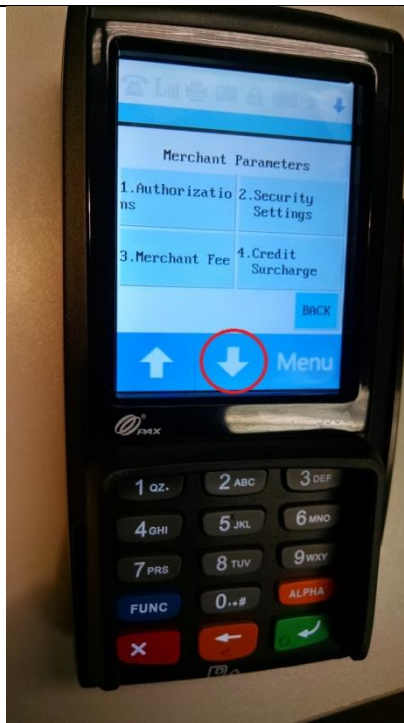 Merchant Parameters
1.Authorizatio 2.Security
ns Settings
3.Merchant Fee 4.Credit
Surcharge
BACK
Menu
PAX
1 QZ. 2 ABC 3 DEF
4 GHI 5 JKL 6 MNO
7 PRS 8 TUV 9 WXY
FUNC 0.*# ALPHA